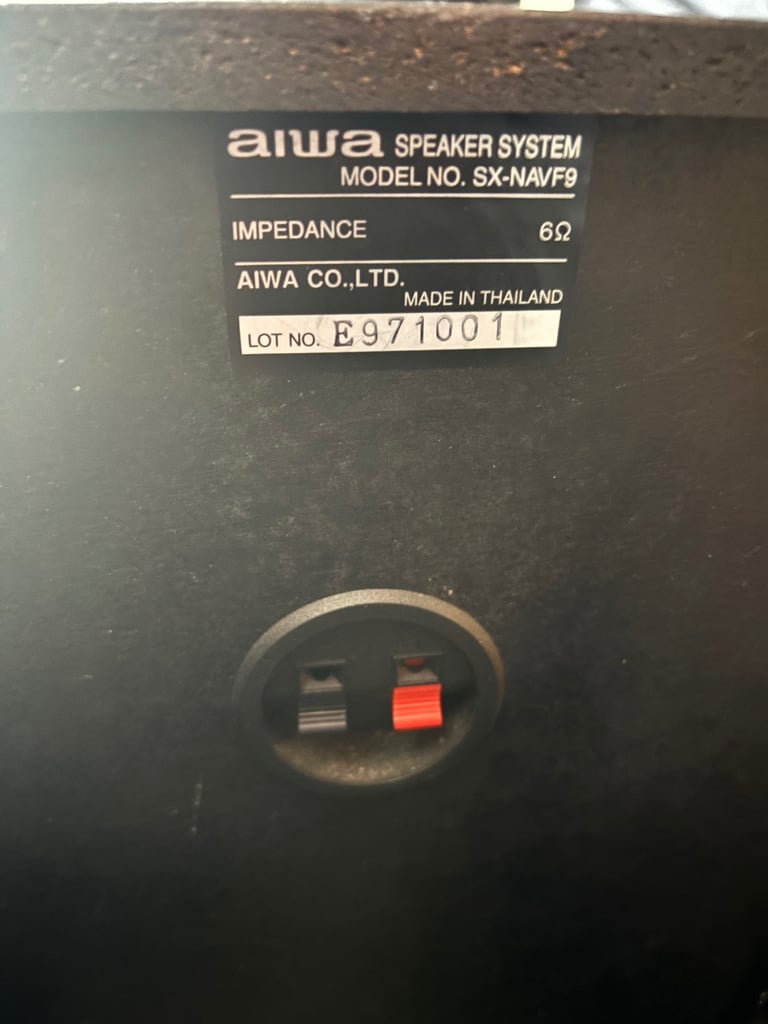 aiwa SPEAKER SYSTEM
MODEL NO. SX-NAVF9
IMPEDANCE 6Ω
AIWA CO.,LTD.
MADE IN THAILAND
LOT NO. E971001